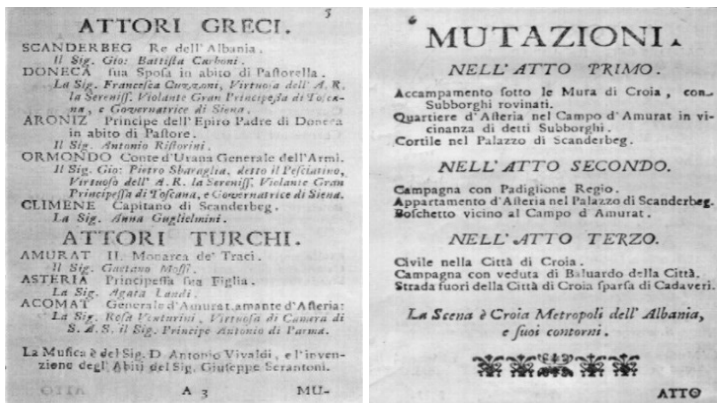 5
ATTORI GRECI.
SCANDERBEG Re dell'Albania.
Il Sig. Gio: Battista Carboni.
DONECA sua Sposa in abito di Pastorella.
La Sig. Francesca Cuzzoni, Virtuosa dell' A. R.
la Sereniss. Violante Gran Principessa di Tosca-
na, e Governatrice di Siena.
ARONIZ Principe dell'Epiro Padre di Doneca
in abito di Pastore.
Il Sig. Antonio Ristorini.
ORMONDO Conte d'Urana Generale dell'Armi.
Il Sig. Gio: Pietro Sbaraglia, detto il Pesciatino,
Virtuoso dell' A. R. la Sereniss. Violante Gran
Principessa di Toscana, e Governatrice di Siena.
CLIMENE Capitano di Scanderbeg.
La Sig. Anna Guglielmini.
ATTORI TURCHI.
AMURAT II. Monarca de' Traci.
Il Sig. Gaetano Mossi.
ASTERIA Principessa sua Figlia.
La Sig. Agata Landi.
ACOMAT Generale d'Amurat, amante d'Asteria:
La Sig. Rosa Venturini, Virtuosa di Camera di
S. A. S. il Sig. Principe Antonio di Parma.
La Musica è del Sig. D. Antonio Vivaldi, e l'inven-
zione degl' Abiti del Sig. Giuseppe Serantoni.
A 3 MU-
6
MUTAZIONI.
NELL'ATTO PRIMO.
Accampamento sotto le Mura di Croia, con
Subborghi rovinati.
Quartiere d'Asteria nel Campo d'Amurat in vi-
cinanza di detti Subborghi.
Cortile nel Palazzo di Scanderbeg.
NELL'ATTO SECONDO.
Campagna con Padiglione Regio.
Appartamento d'Asteria nel Palazzo di Scanderbeg.
Boschetto vicino al Campo d'Amurat.
NELL'ATTO TERZO.
Civile nella Città di Croia.
Campagna con veduta di Baluardo della Città.
Strada fuori della Città di Croia sparsa di Cadaveri.
La Scena è Croia Metropoli dell' Albania,
e suoi contorni.
ATTO